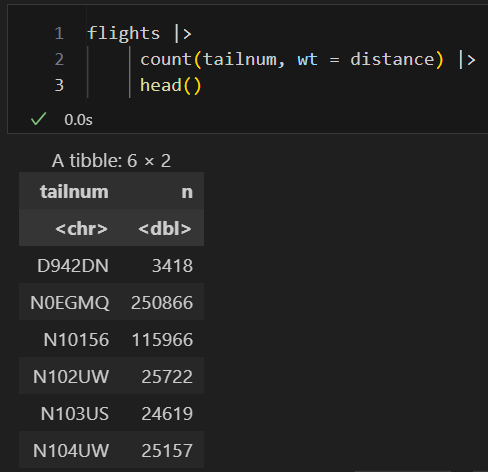 1 flights |>
2 count(tailnum, wt = distance) |>
3 head()
✓ 0.0s
A tibble: 6 × 2
tailnum n
<chr> <dbl>
D942DN 3418
N0EGMQ 250866
N10156 115966
N102UW 25722
N103US 24619
N104UW 25157